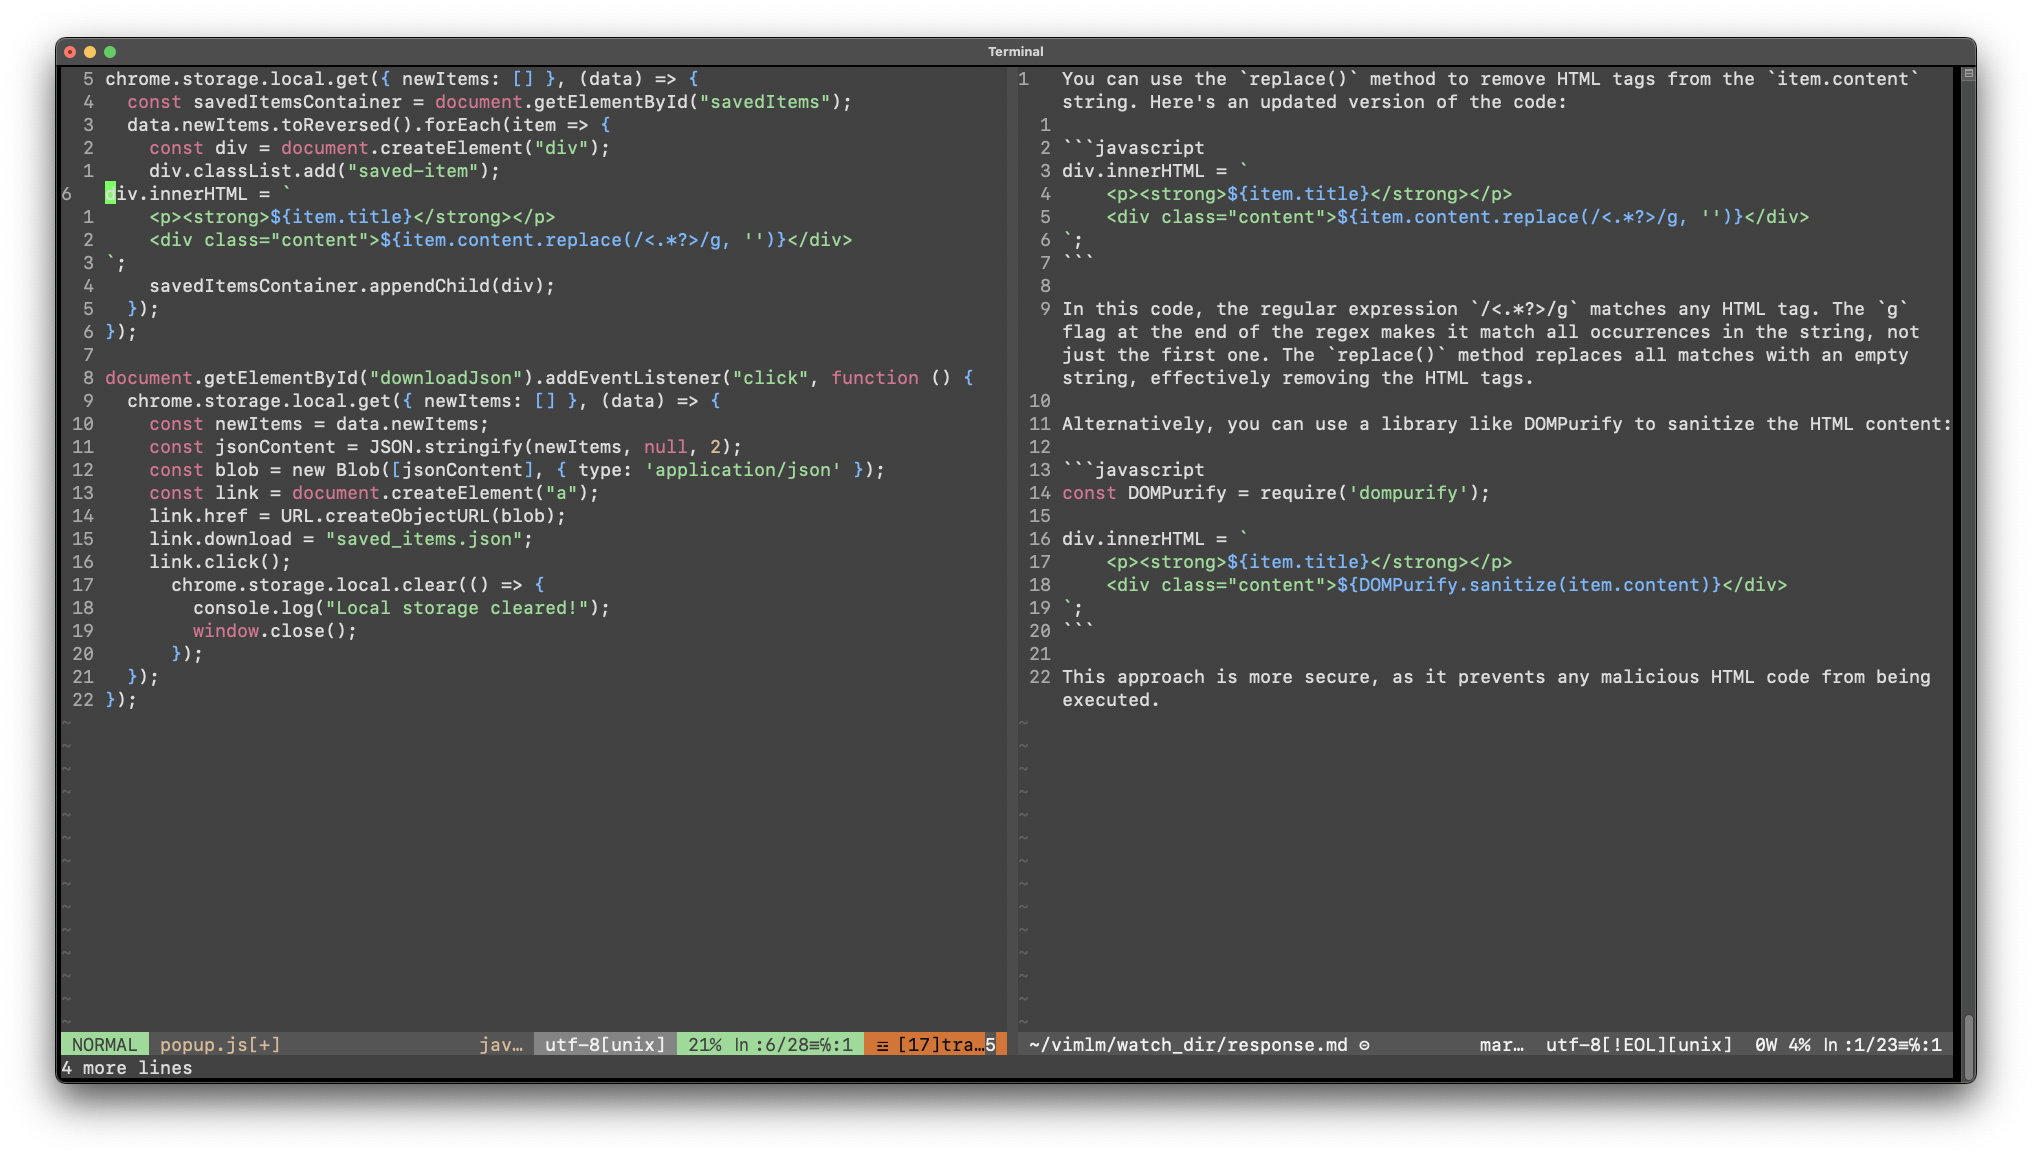 Terminal
5 chrome.storage.local.get({ newItems: [] }, (data) => {
4   const savedItemsContainer = document.getElementById("savedItems");
3   data.newItems.toReversed().forEach(item => {
2     const div = document.createElement("div");
1     div.classList.add("saved-item");
6   div.innerHTML = `
1     <p><strong>${item.title}</strong></p>
2     <div class="content">${item.content.replace(/<.*?>/g, '')}</div>
3 `;
4     savedItemsContainer.appendChild(div);
5   });
6 });
7
8 document.getElementById("downloadJson").addEventListener("click", function () {
9   chrome.storage.local.get({ newItems: [] }, (data) => {
10     const newItems = data.newItems;
11     const jsonContent = JSON.stringify(newItems, null, 2);
12     const blob = new Blob([jsonContent], { type: 'application/json' });
13     const link = document.createElement("a");
14     link.href = URL.createObjectURL(blob);
15     link.download = "saved_items.json";
16     link.click();
17       chrome.storage.local.clear(() => {
18         console.log("Local storage cleared!");
19         window.close();
20       });
21   });
22 });
~
~
~
~
~
~
~
~
~
~
~
~
~
~
NORMAL popup.js[+] jav… utf-8[unix] 21% ln :6/28≡℅:1 ☲ [17]tra…5
4 more lines
1 You can use the `replace()` method to remove HTML tags from the `item.content`
string. Here's an updated version of the code:
1
2 ```javascript
3 div.innerHTML = `
4     <p><strong>${item.title}</strong></p>
5     <div class="content">${item.content.replace(/<.*?>/g, '')}</div>
6 `;
7 ```
8
9 In this code, the regular expression `/<.*?>/g` matches any HTML tag. The `g`
flag at the end of the regex makes it match all occurrences in the string, not
just the first one. The `replace()` method replaces all matches with an empty
string, effectively removing the HTML tags.
10
11 Alternatively, you can use a library like DOMPurify to sanitize the HTML content:
12
13 ```javascript
14 const DOMPurify = require('dompurify');
15
16 div.innerHTML = `
17     <p><strong>${item.title}</strong></p>
18     <div class="content">${DOMPurify.sanitize(item.content)}</div>
19 `;
20 ```
21
22 This approach is more secure, as it prevents any malicious HTML code from being
executed.
~
~
~
~
~
~
~
~
~
~
~
~
~
~
~/vimlm/watch_dir/response.md ⊝ mar… utf-8[!EOL][unix] 0W 4% ln :1/23≡℅:1